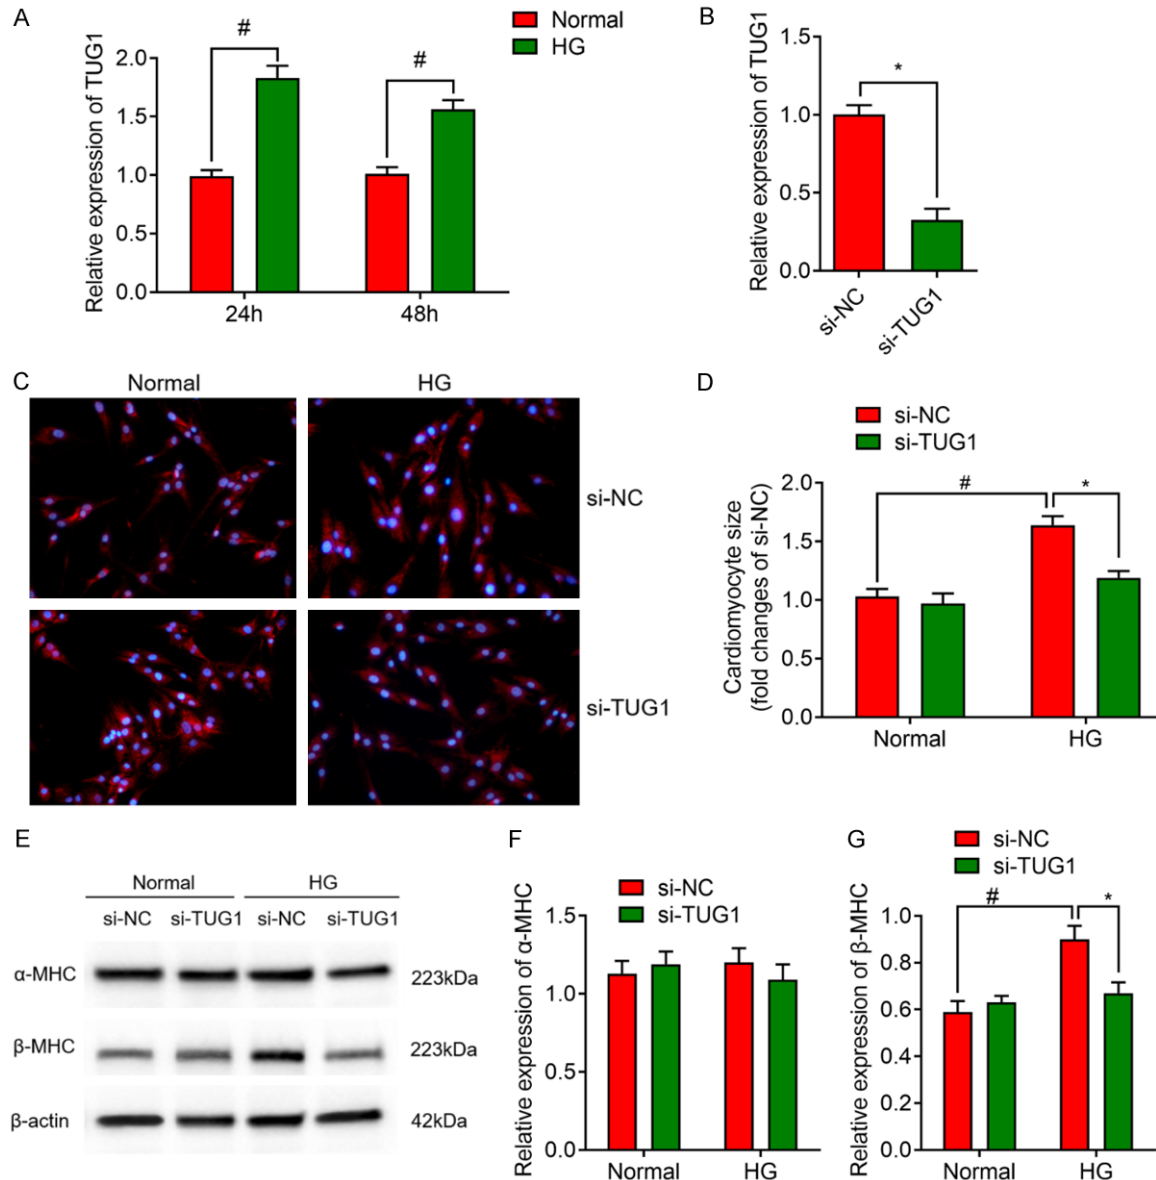 A
Relative expression of TUG1
2.0
1.5
1.0
0.5
0.0
#
#
24h
48h
Normal
HG
B
Relative expression of TUG1
1.5
1.0
0.5
0.0
*
si-NC
si-TUG1
C
Normal
HG
si-NC
si-TUG1
D
si-NC
si-TUG1
Cardiomyocyte size
(fold changes of si-NC)
2.0
1.5
1.0
0.5
0.0
#
*
Normal
HG
E
Normal
HG
si-NC
si-TUG1
si-NC
si-TUG1
α-MHC
223kDa
β-MHC
223kDa
β-actin
42kDa
F
si-NC
si-TUG1
Relative expression of α-MHC
1.5
1.0
0.5
0.0
Normal
HG
G
si-NC
si-TUG1
Relative expression of β-MHC
1.0
0.8
0.6
0.4
0.2
0.0
#
*
Normal
HG